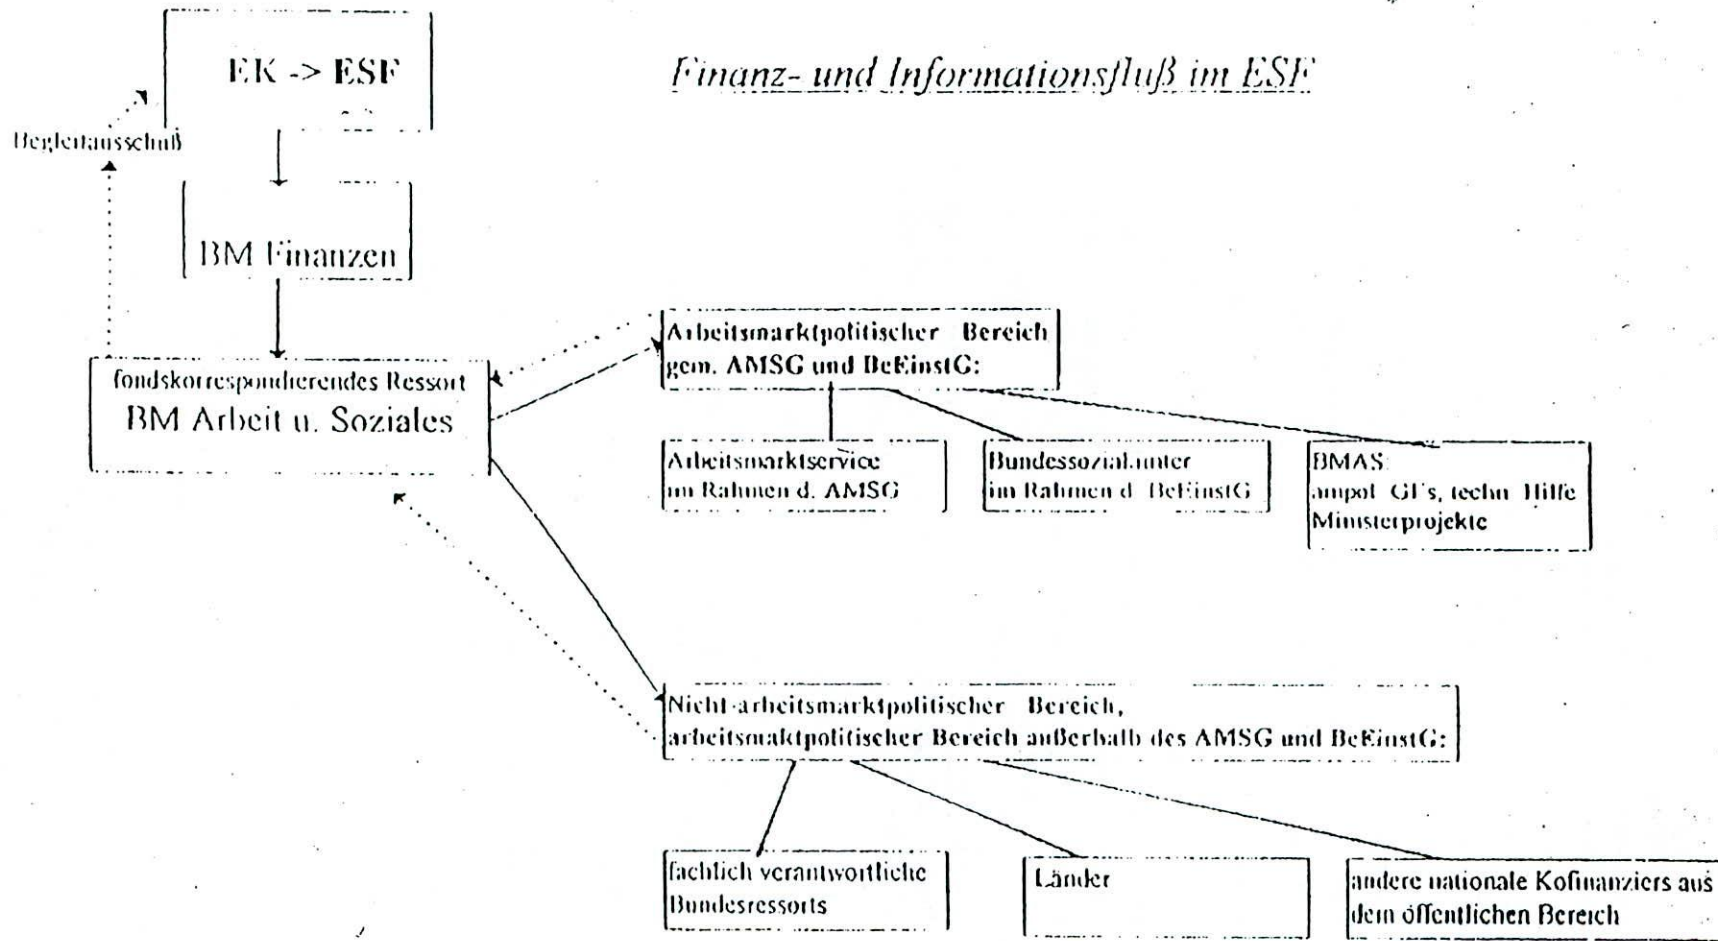 EK -> ESF
Finanz- und Informationsfluß im ESF
Begleitausschuß
BM Finanzen
fondskorrespondierendes Ressort
BM Arbeit u. Soziales
Arbeitsmarktpolitischer Bereich
gem. AMSG und BeEinstG:
Arbeitsmarktservice
im Rahmen d. AMSG
Bundessozialämter
im Rahmen d. BeEinstG
BMAS:
ampol. GI's, techn. Hilfe
Ministerprojekte
Nicht-arbeitsmarktpolitischer Bereich,
arbeitsmaktpolitischer Bereich außerhalb des AMSG und BeEinstG:
fachlich verantwortliche
Bundesressorts
Länder
andere nationale Kofinanziers aus
dem öffentlichen Bereich